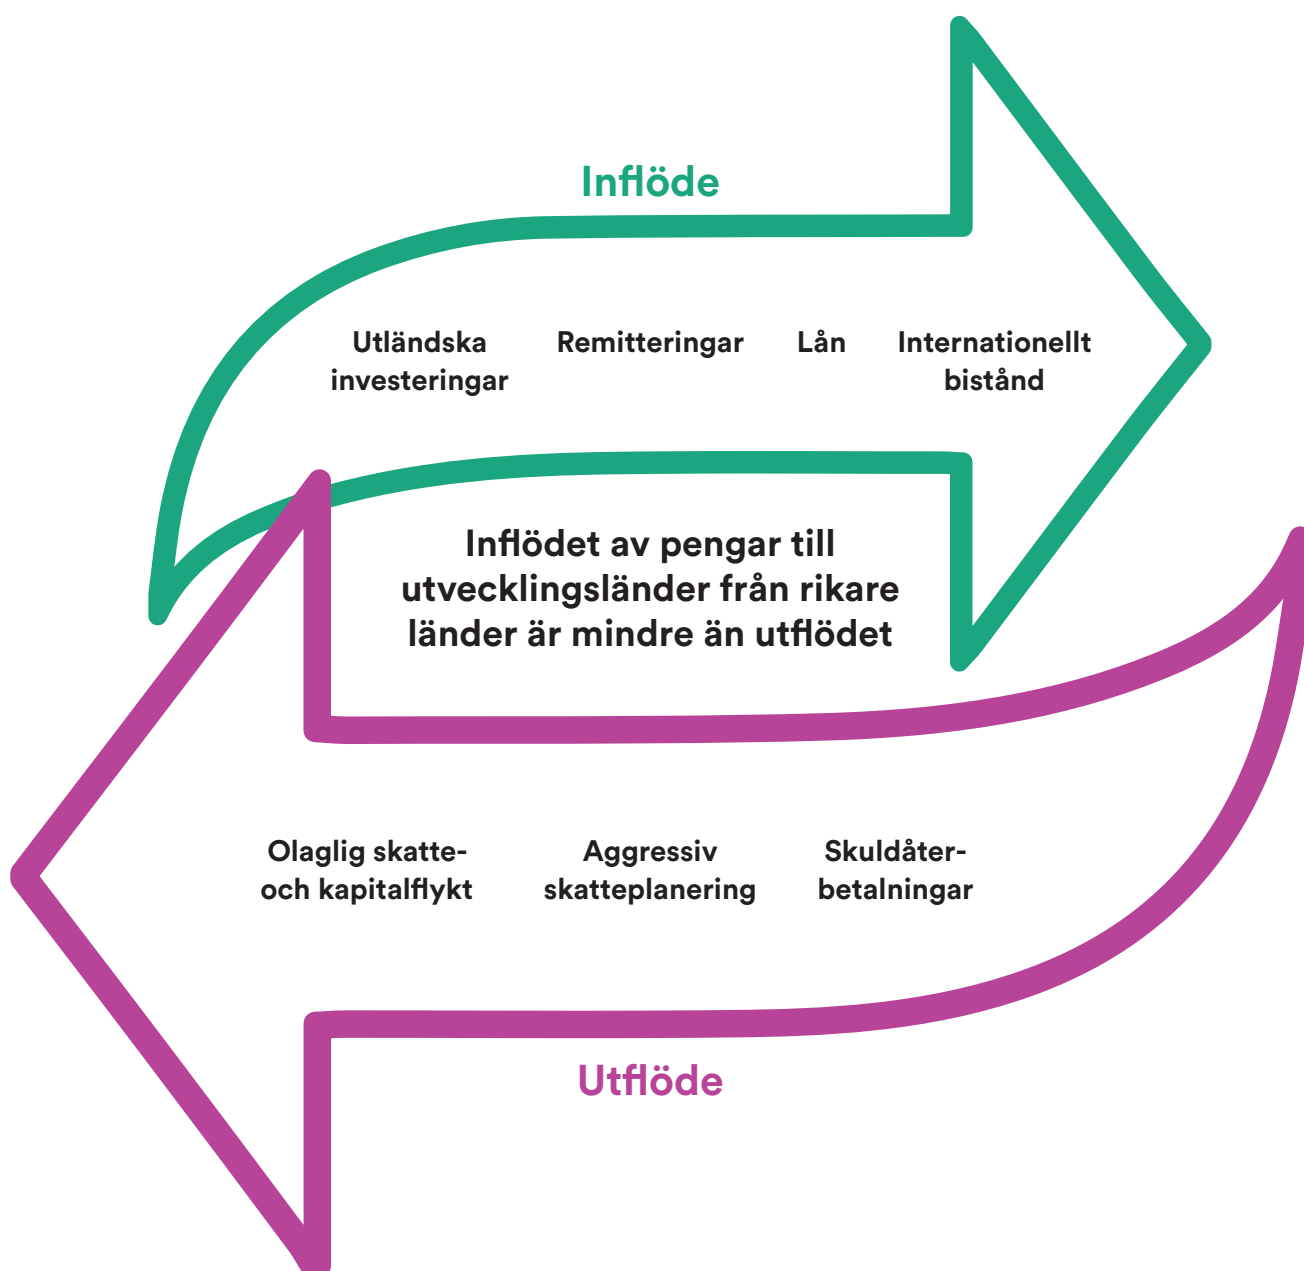 Inflöde
Utländska
investeringar
Remitteringar
Lån
Internationellt
bistånd
Inflödet av pengar till
utvecklingsländer från rikare
länder är mindre än utflödet
Olaglig skatte-
och kapitalflykt
Aggressiv
skatteplanering
Skuldåter-
betalningar
Utflöde